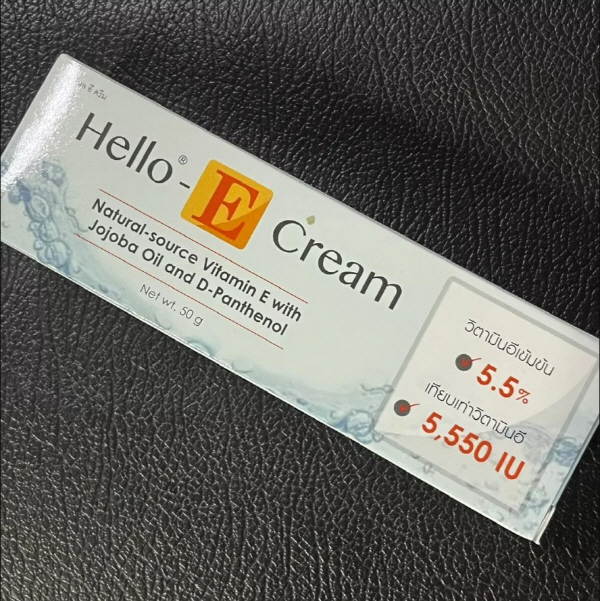 Hello®-E Cream
Natural-source Vitamin E with
Jojoba Oil and D-Panthenol
Net wt. 50 g
วิตามินอีเข้มข้น
5.5%
เทียบเท่าวิตามินอี
5,550 IU